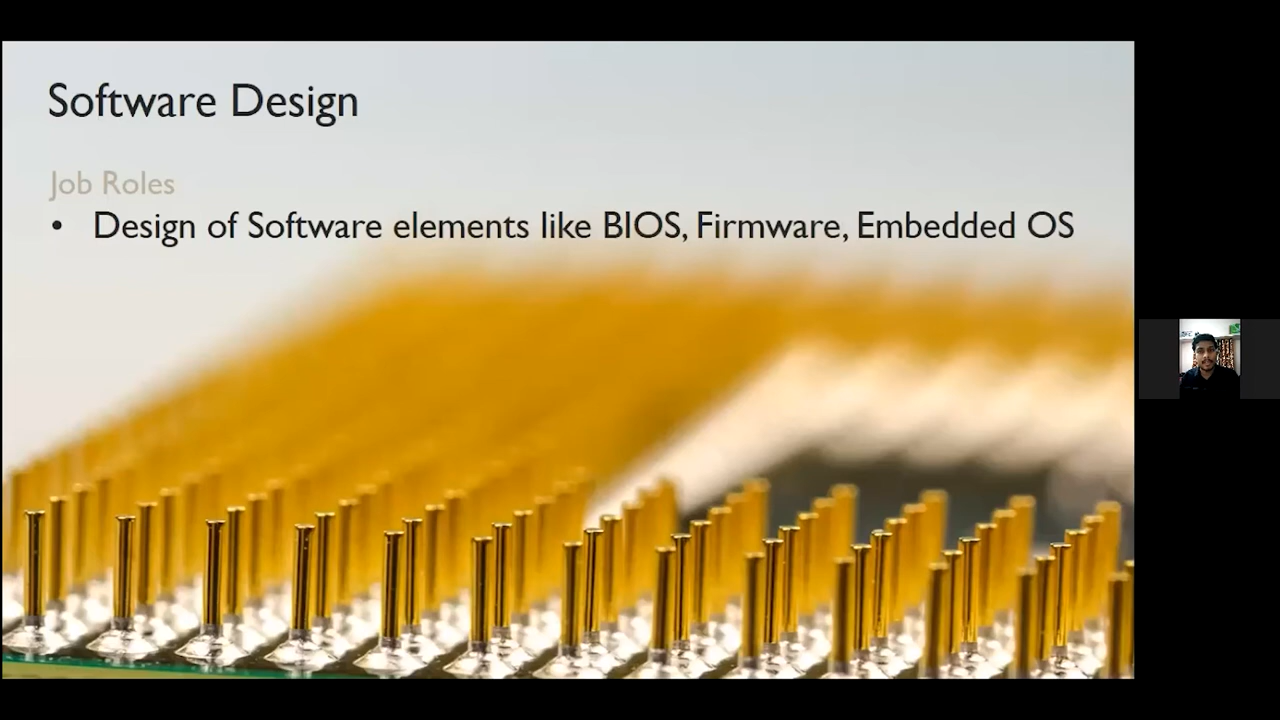 Software Design
Job Roles
• Design of Software elements like BIOS, Firmware, Embedded OS